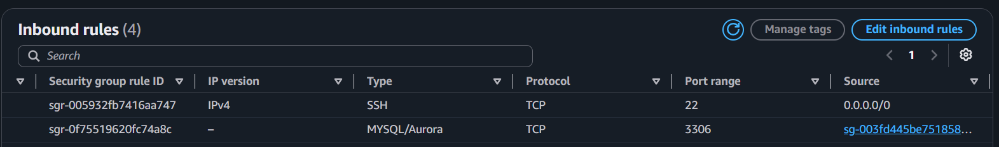 Inbound rules (4)
Manage tags
Edit inbound rules
Search
1
Security group rule ID IP version Type Protocol Port range Source
sgr-005932fb7416aa747 IPv4 SSH TCP 22 0.0.0.0/0
sgr-0f75519620fc74a8c – MYSQL/Aurora TCP 3306 sg-003fd445be751858...